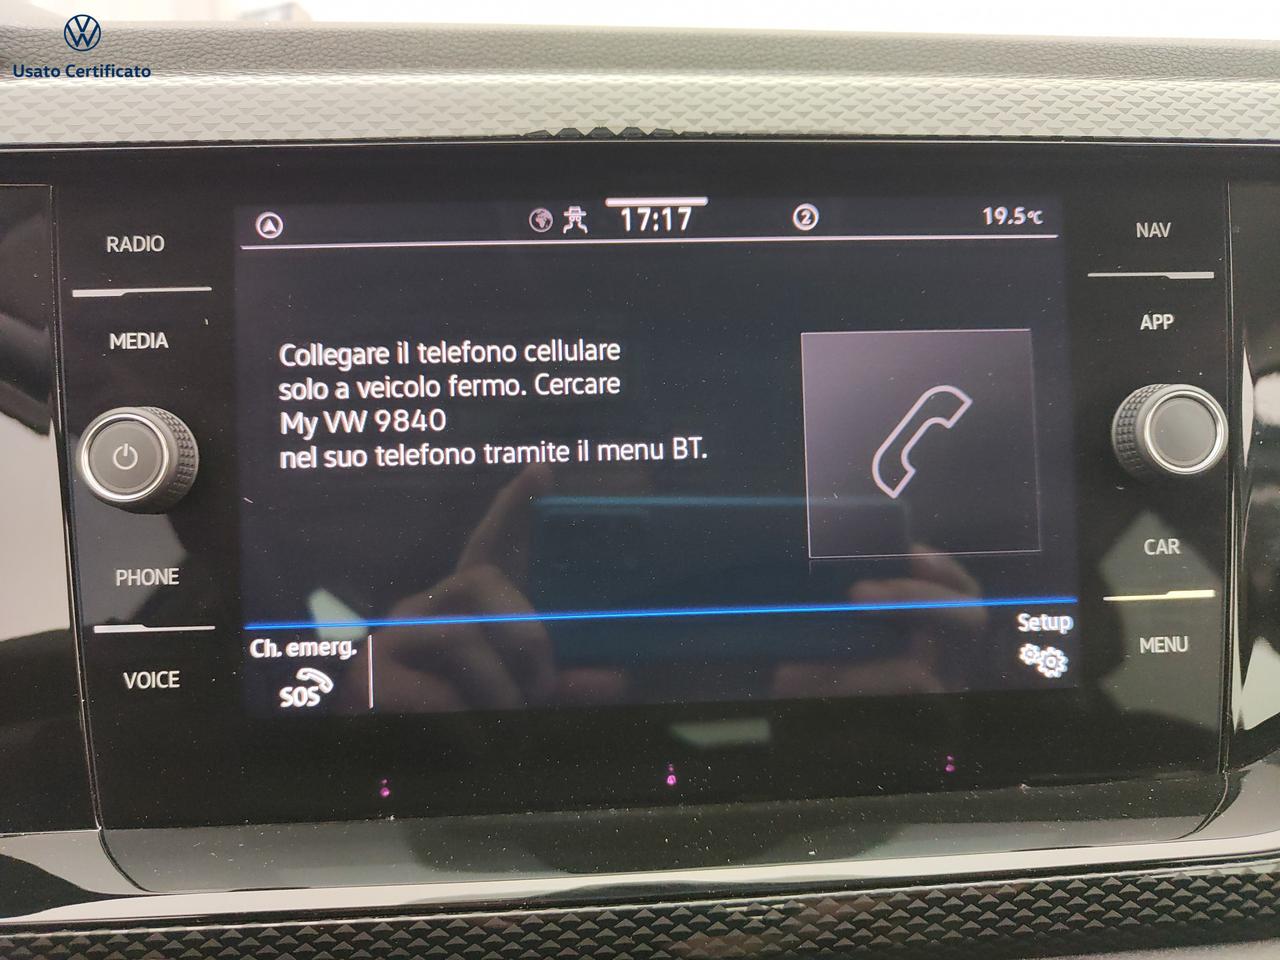 Usato Certificato
RADIO
MEDIA
PHONE
VOICE
17:17
2
19.5°C
Collegare il telefono cellulare
solo a veicolo fermo. Cercare
My VW 9840
nel suo telefono tramite il menu BT.
Ch. emerg.
SOS
Setup
NAV
APP
CAR
MENU